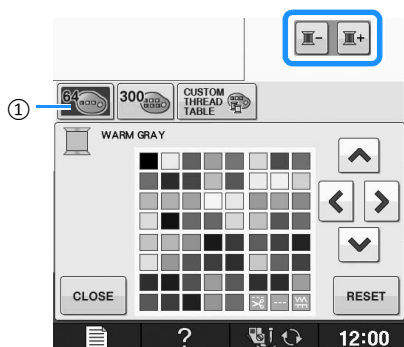 ①
64
300
CUSTOM
THREAD
TABLE
WARM GRAY
CLOSE
RESET
?
12:00